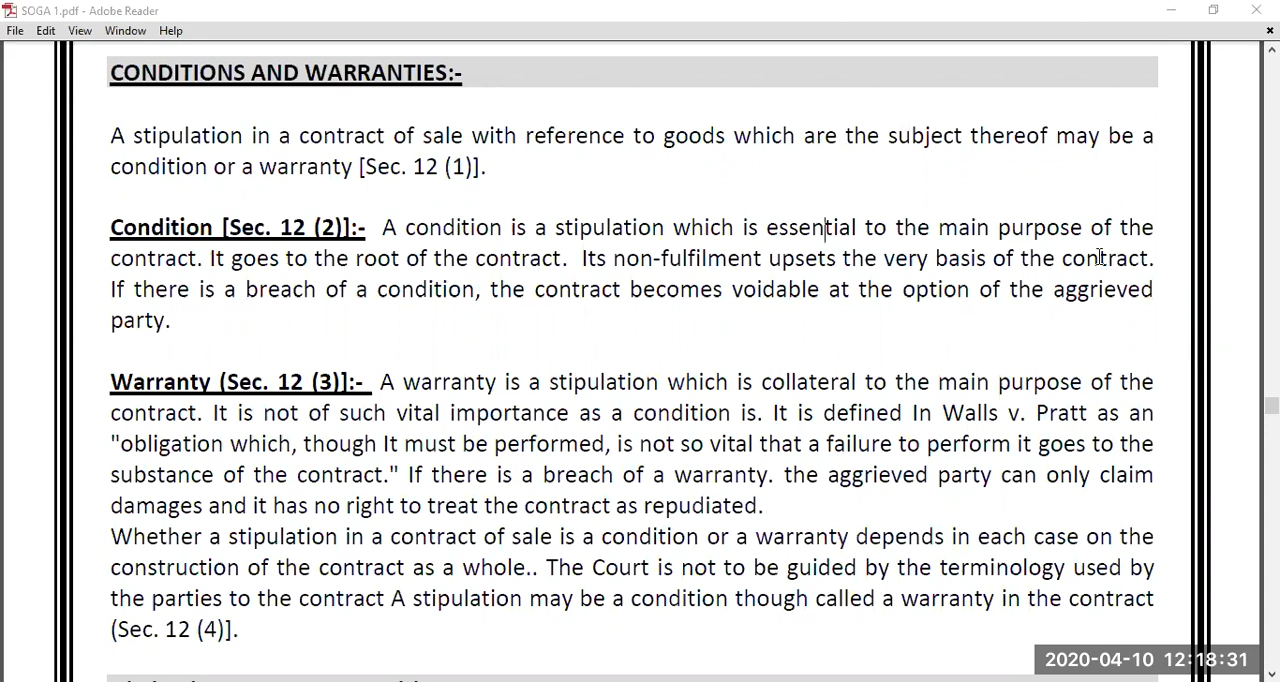 SOGA 1.pdf - Adobe Reader
File Edit View Window Help
CONDITIONS AND WARRANTIES:-
A stipulation in a contract of sale with reference to goods which are the subject thereof may be a
condition or a warranty [Sec. 12 (1)].
Condition [Sec. 12 (2)]:- A condition is a stipulation which is essential to the main purpose of the
contract. It goes to the root of the contract. Its non-fulfilment upsets the very basis of the contract.
If there is a breach of a condition, the contract becomes voidable at the option of the aggrieved
party.
Warranty (Sec. 12 (3)]:- A warranty is a stipulation which is collateral to the main purpose of the
contract. It is not of such vital importance as a condition is. It is defined In Walls v. Pratt as an
"obligation which, though It must be performed, is not so vital that a failure to perform it goes to the
substance of the contract." If there is a breach of a warranty. the aggrieved party can only claim
damages and it has no right to treat the contract as repudiated.
Whether a stipulation in a contract of sale is a condition or a warranty depends in each case on the
construction of the contract as a whole.. The Court is not to be guided by the terminology used by
the parties to the contract A stipulation may be a condition though called a warranty in the contract
(Sec. 12 (4)].
2020-04-10 12:18:31